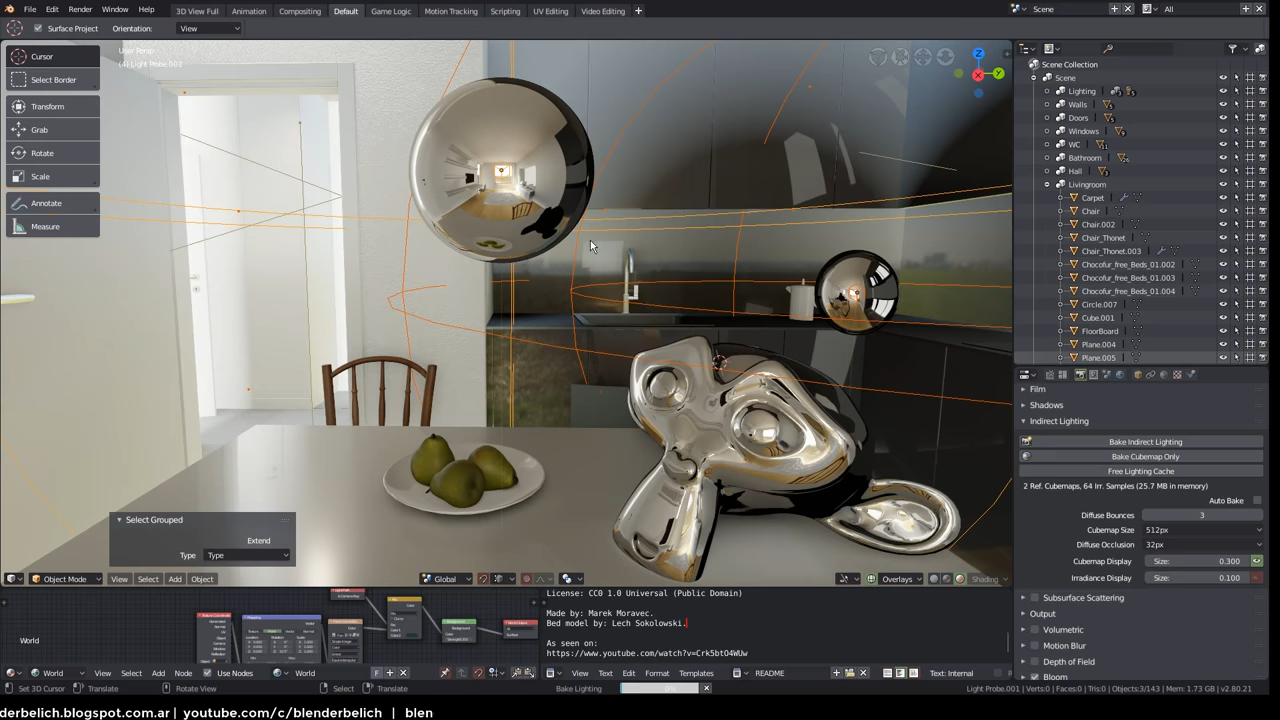 File Edit Render Window Help 3D View Full Animation Compositing Default Game Logic Motion Tracking Scripting UV Editing Video Editing Scene All
Surface Project Orientation: View
User Persp
(4) Light Probe.002
Cursor
Select Border
Transform
Grab
Rotate
Scale
Annotate
Measure
Select Grouped
Extend
Type Type
Object Mode View Select Add Object Global Overlays Shading
Scene Collection
Scene
Lighting
Walls
Doors
Windows
WC
Bathroom
Hall
Livingroom
Carpet
Chair
Chair.002
Chair_Thonet
Chair_Thonet.003
Chocofur_free_Beds_01.002
Chocofur_free_Beds_01.003
Chocofur_free_Beds_01.004
Circle.007
Cube.001
FloorBoard
Plane.004
Plane.005
Film
Shadows
Indirect Lighting
Bake Indirect Lighting
Bake Cubemap Only
Free Lighting Cache
2 Ref. Cubemaps, 64 Irr. Samples (25.7 MB in memory)
Auto Bake
Diffuse Bounces 3
Cubemap Size 512px
Diffuse Occlusion 32px
Cubemap Display Size: 0.300
Irradiance Display Size: 0.100
Subsurface Scattering
Output
Volumetric
Motion Blur
Depth of Field
Bloom
World
World View Select Add Node Use Nodes World F
License: CC0 1.0 Universal (Public Domain)
Made by: Marek Moravec.
Bed model by: Lech Sokolowski.
As seen on:
https://www.youtube.com/watch?v=Crk5btO4WUw
View Text Edit Format Templates README Text: Internal
Set 3D Cursor Translate Rotate View Select Translate Bake Lighting Light Probe.001 | Verts:0 | Faces:0 | Tris:0 | Objects:3/143 | Mem: 1.73 GB | v2.80.21
derbelich.blogspot.com.ar | youtube.com/c/blenderbelich | blen